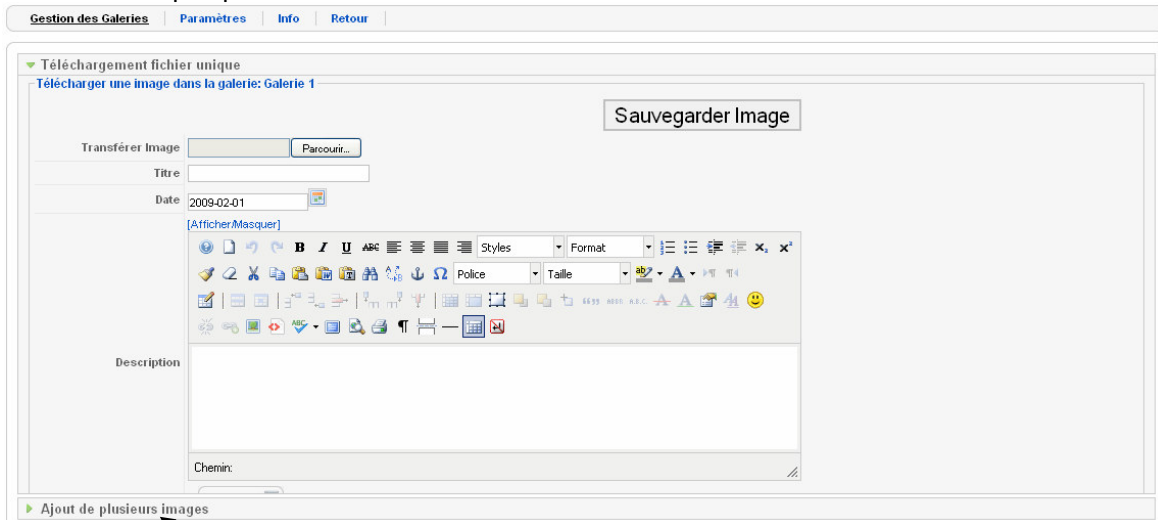 Gestion des Galeries | Paramètres | Info | Retour |
Téléchargement fichier unique
Télécharger une image dans la galerie: Galerie 1
Sauvegarder Image
Transférer Image Parcourir...
Titre
Date 2009-02-01
[Afficher/Masquer]
B I U ABC Styles Format x, x²
Police Taille
Description
Chemin:
Ajout de plusieurs images